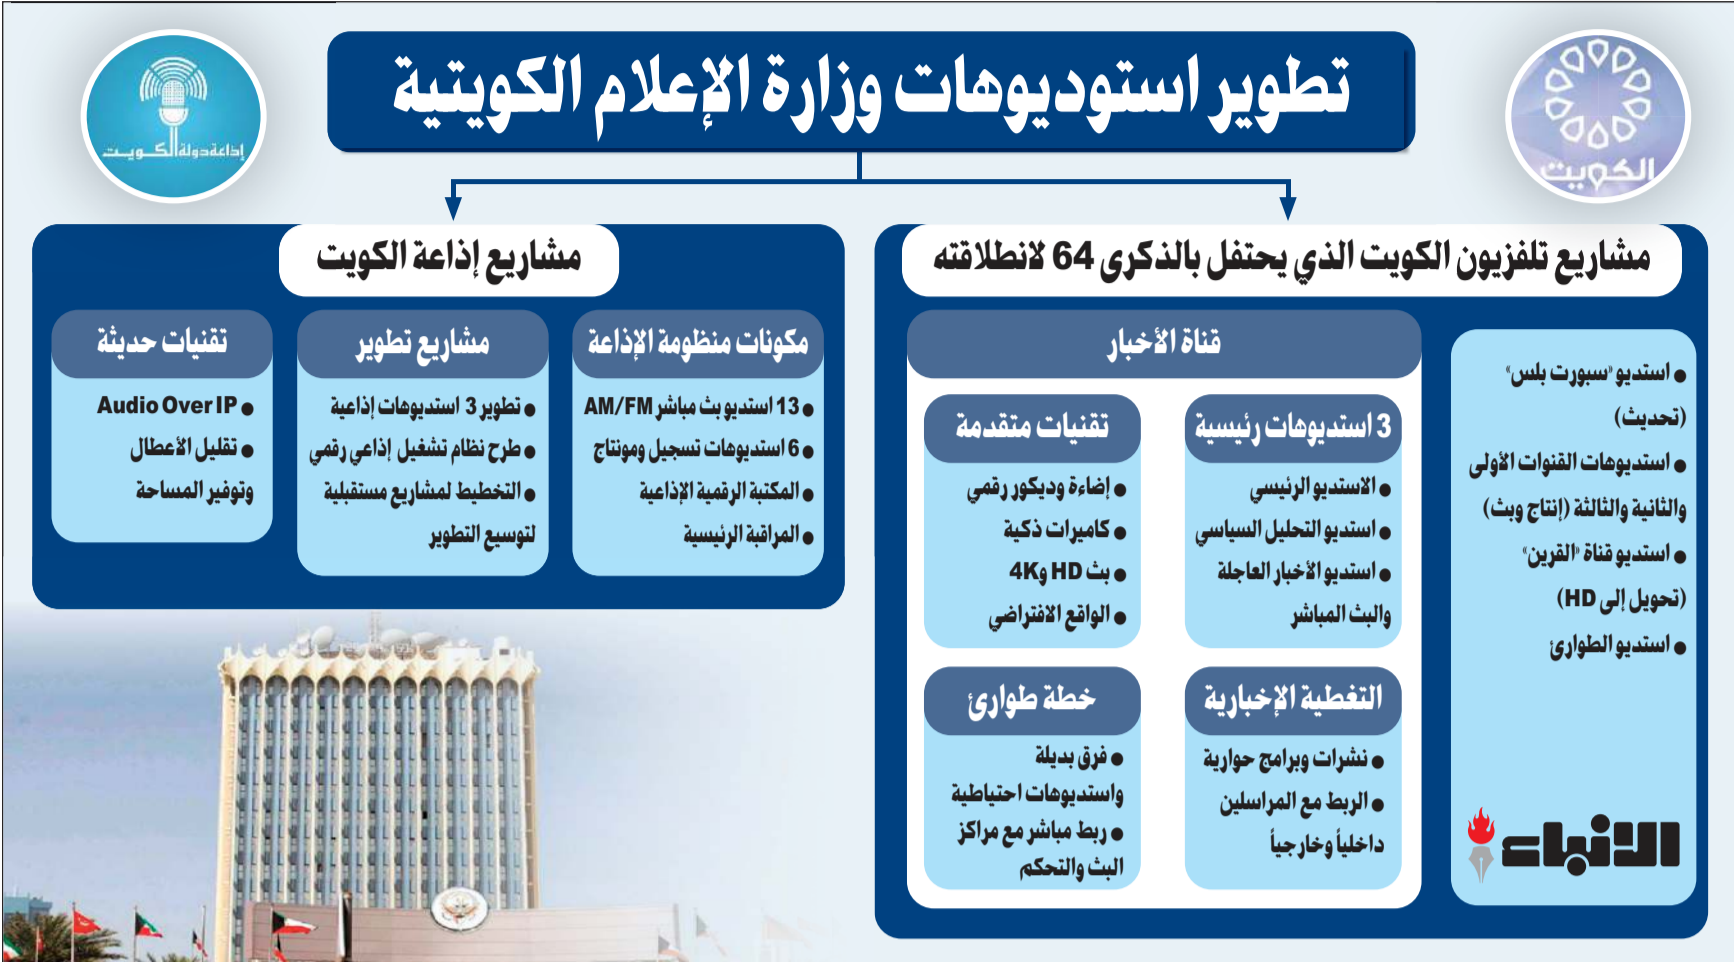 تطوير استوديوهات وزارة الإعلام الكويتية
الكويت
إذاعة دولة الكويت
مشاريع تلفزيون الكويت الذي يحتفل بالذكرى 64 لانطلاقته
● استديو «سبورت بلس»
(تحديث)
● استديوهات القنوات الأولى
والثانية والثالثة (إنتاج وبث)
● استديو قناة «القرين»
(تحويل إلى HD)
● استديو الطوارئ
الأنباء
قناة الأخبار
3 استديوهات رئيسية
● الاستديو الرئيسي
● استديو التحليل السياسي
● استديو الأخبار العاجلة
والبث المباشر
تقنيات متقدمة
● إضاءة وديكور رقمي
● كاميرات ذكية
● بث HD و4K
● الواقع الافتراضي
التغطية الإخبارية
● نشرات وبرامج حوارية
● الربط مع المراسلين
داخلياً وخارجياً
خطة طوارئ
● فرق بديلة
واستديوهات احتياطية
● ربط مباشر مع مراكز
البث والتحكم
مشاريع إذاعة الكويت
مكونات منظومة الإذاعة
● 13 استديو بث مباشر AM/FM
● 6 استديوهات تسجيل ومونتاج
● المكتبة الرقمية الإذاعية
● المراقبة الرئيسية
مشاريع تطوير
● تطوير 3 استديوهات إذاعية
● طرح نظام تشغيل إذاعي رقمي
● التخطيط لمشاريع مستقبلية
لتوسيع التطوير
تقنيات حديثة
● Audio Over IP
● تقليل الأعطال
وتوفير المساحة